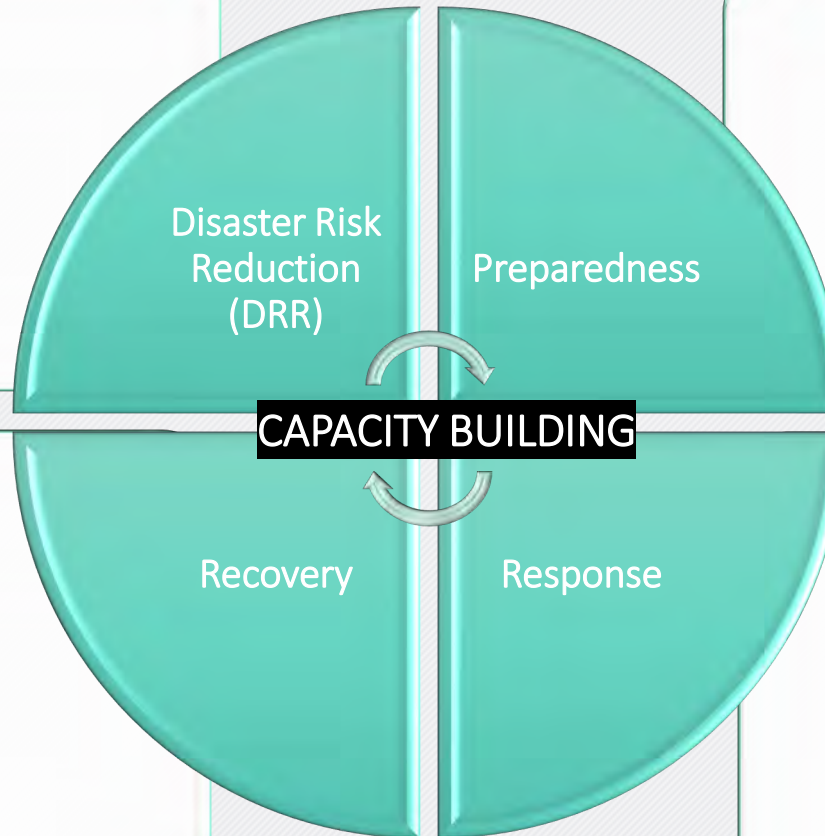 Disaster Risk
Reduction
(DRR)
Preparedness
CAPACITY BUILDING
Recovery
Response